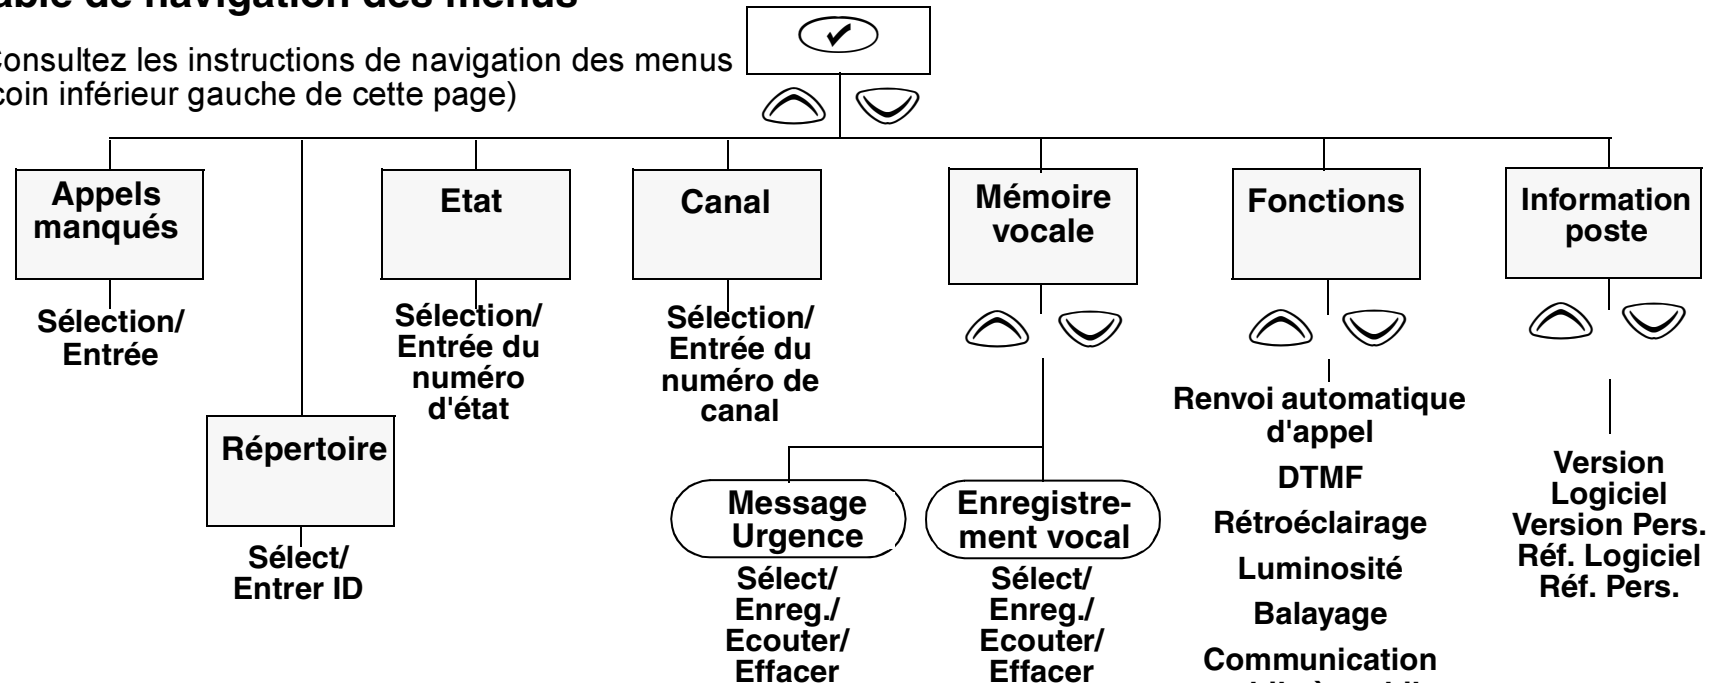 de navigation des menus
Consultez les instructions de navigation des menus
coin inférieur gauche de cette page)
Appels
manqués
Sélection/
Entrée
Répertoire
Sélect/
Entrer ID
Etat
Sélection/
Entrée du
numéro
d'état
Canal
Sélection/
Entrée du
numéro de
canal
Mémoire
vocale
Message
Urgence
Sélect/
Enreg./
Ecouter/
Effacer
Enregistre-
ment vocal
Sélect/
Enreg./
Ecouter/
Effacer
Fonctions
Renvoi automatique
d'appel
DTMF
Rétroéclairage
Luminosité
Balayage
Communication
Information
poste
Version
Logiciel
Version Pers.
Réf. Logiciel
Réf. Pers.